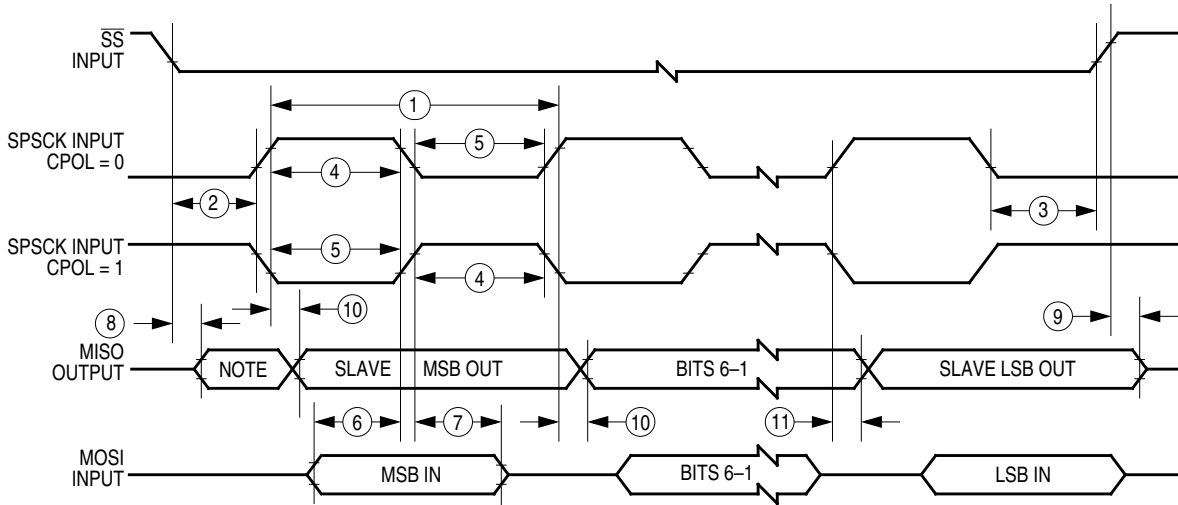 SS
INPUT
1
SPSCK INPUT
CPOL = 0
5
4
2
3
SPSCK INPUT
CPOL = 1
5
4
8
10
9
MISO
OUTPUT
NOTE
SLAVE MSB OUT
BITS 6–1
SLAVE LSB OUT
6
7
10
11
MOSI
INPUT
MSB IN
BITS 6–1
LSB IN